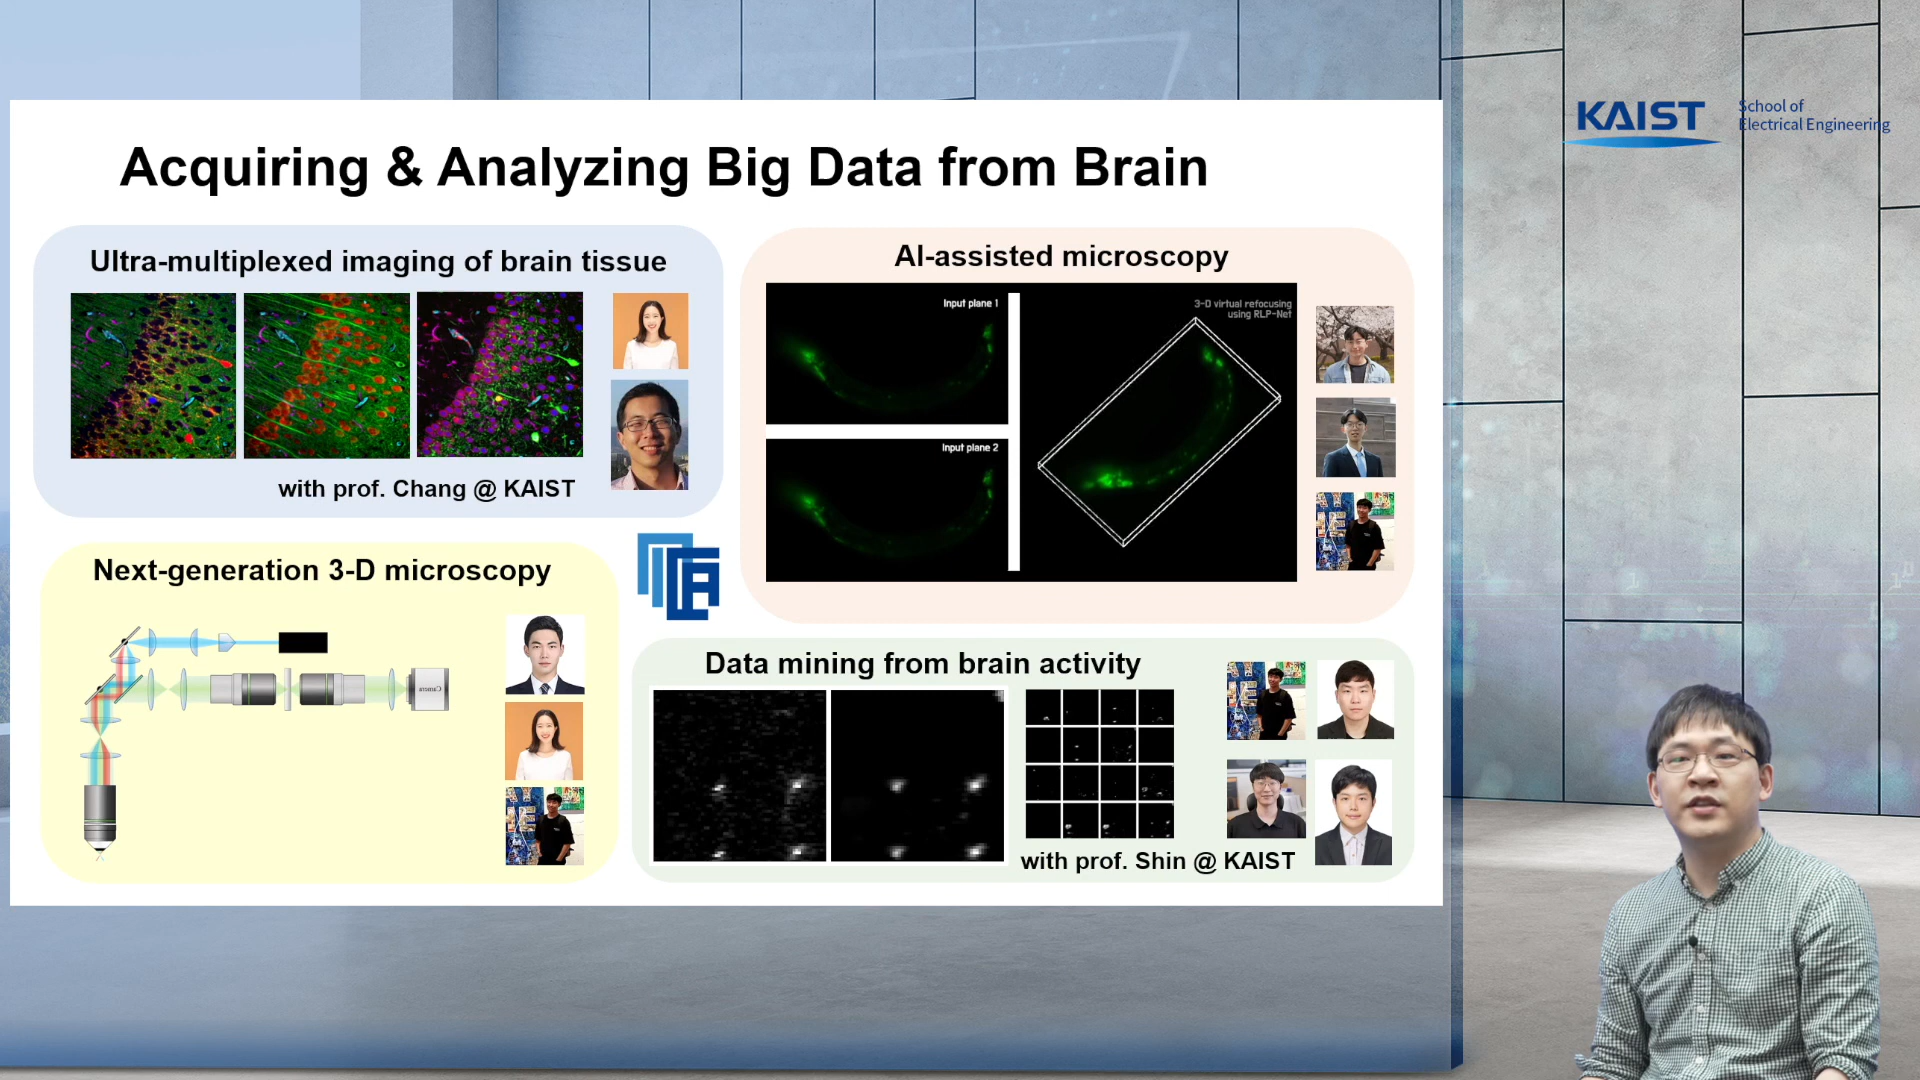 KAIST
School of
Electrical Engineering
Acquiring & Analyzing Big Data from Brain
Ultra-multiplexed imaging of brain tissue
with prof. Chang @ KAIST
AI-assisted microscopy
Input plane 1
Input plane 2
3-D virtual refocusing
using RLP-Net
Next-generation 3-D microscopy
Camera
Data mining from brain activity
with prof. Shin @ KAIST